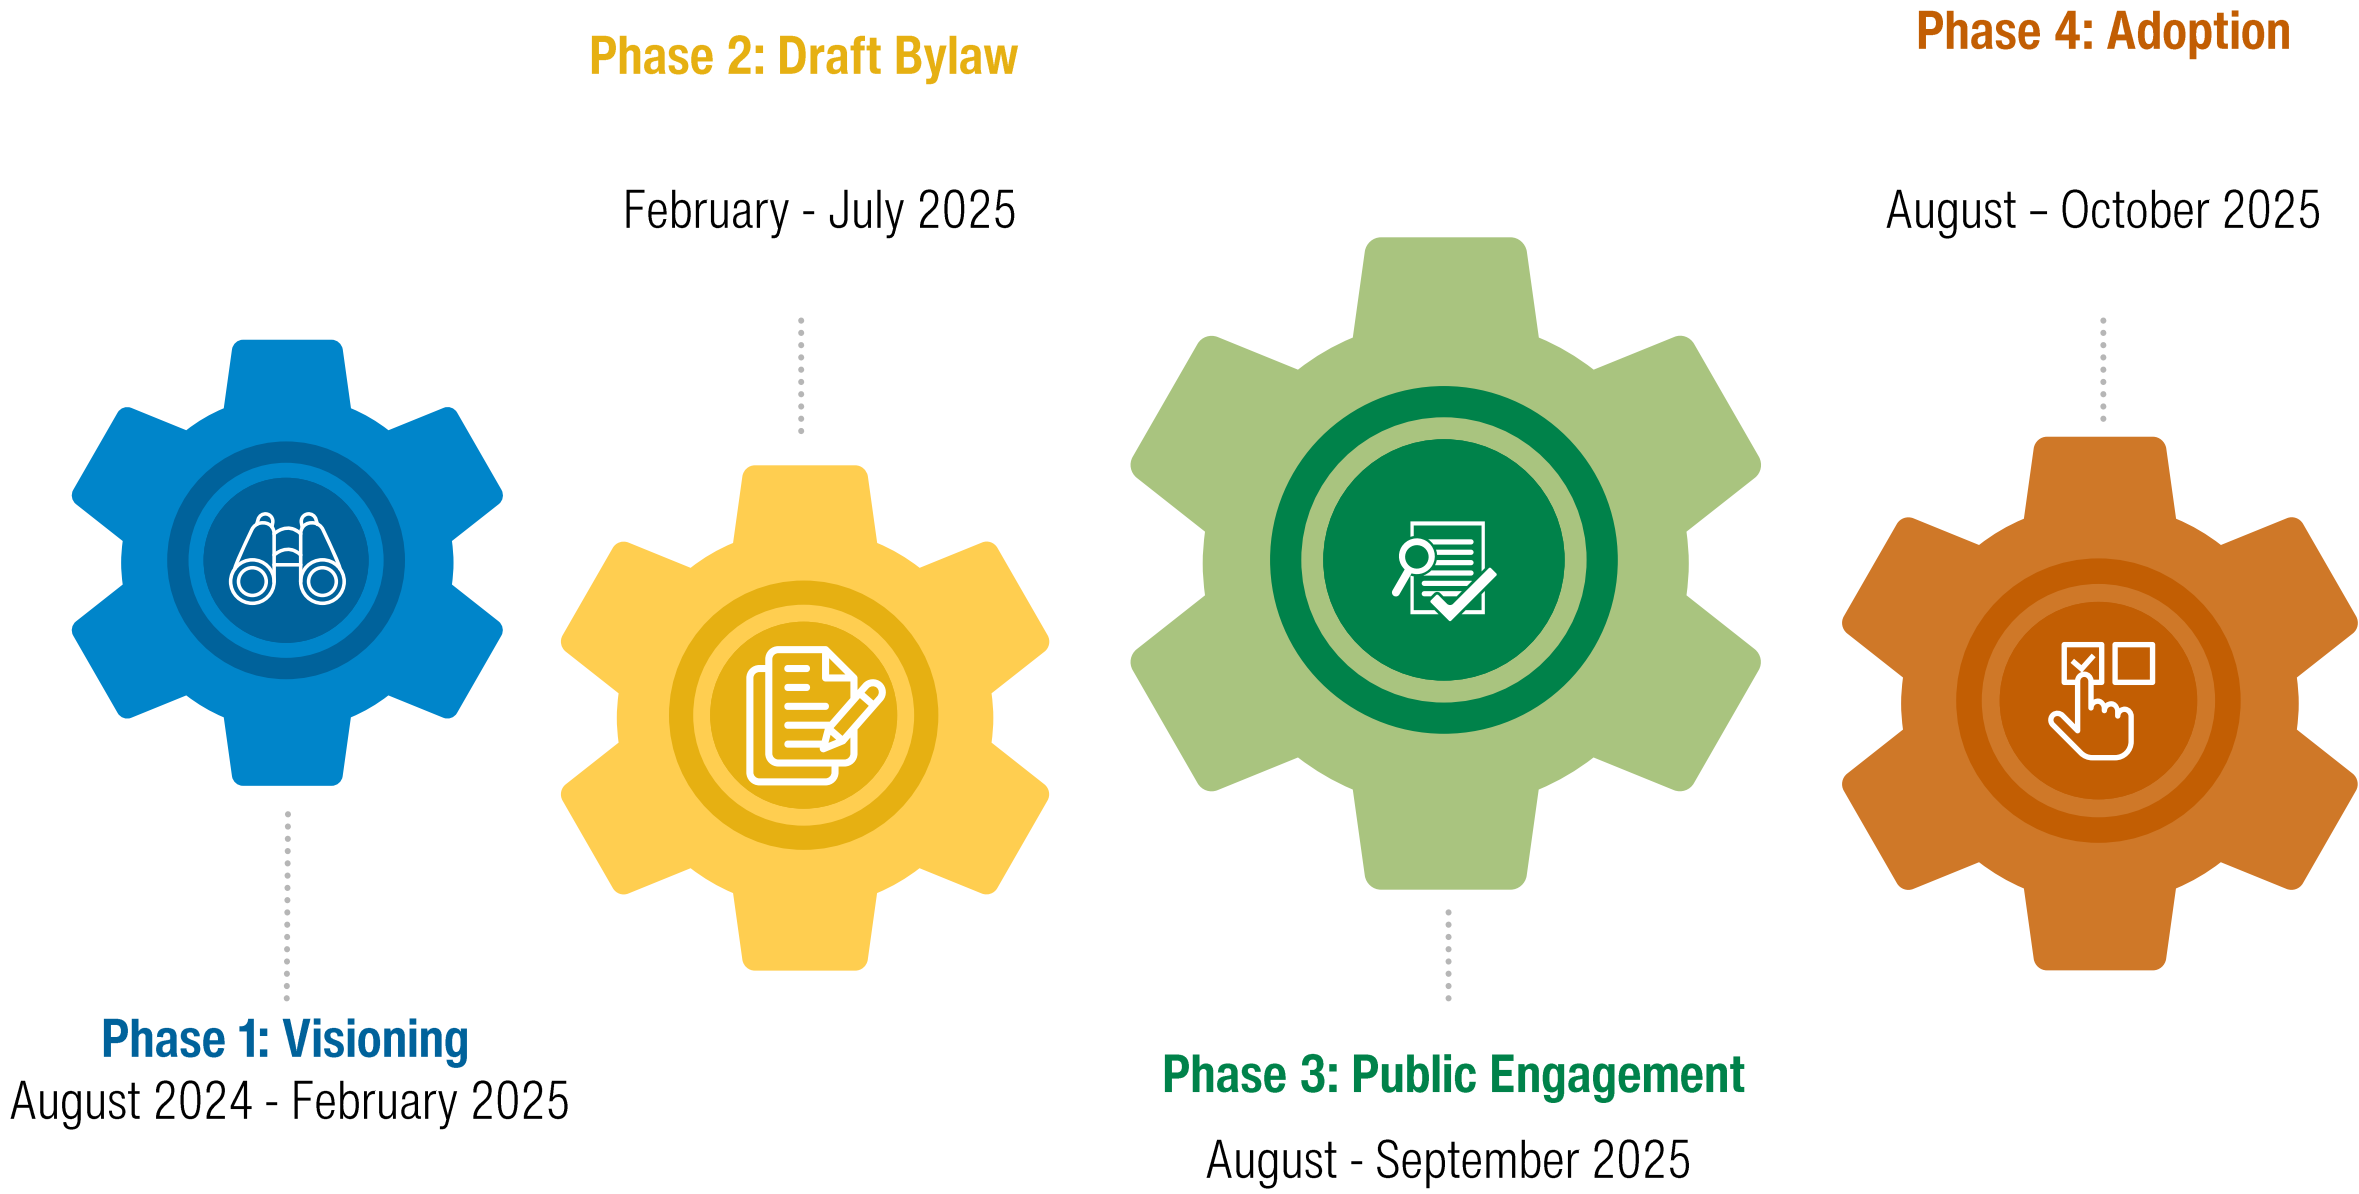 Phase 1: Visioning
August 2024 - February 2025
Phase 2: Draft Bylaw
February - July 2025
Phase 3: Public Engagement
August - September 2025
Phase 4: Adoption
August – October 2025